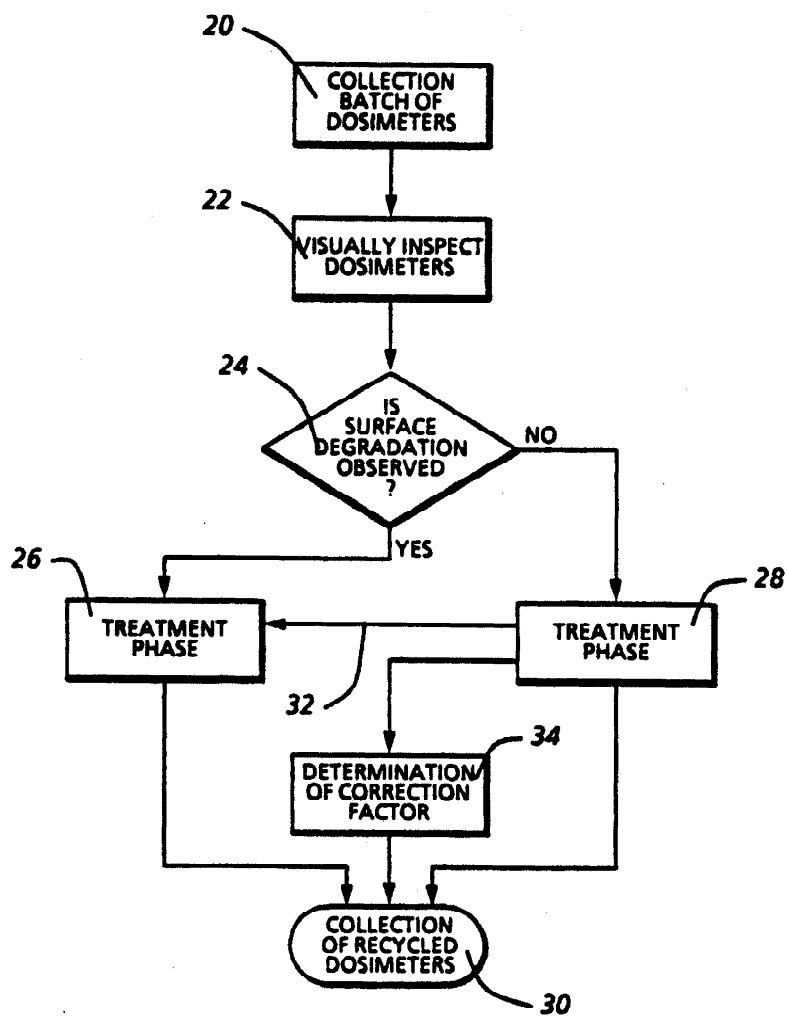 20
COLLECTION
BATCH OF
DOSIMETERS
22
VISUALLY INSPECT
DOSIMETERS
24
IS
SURFACE
DEGRADATION
OBSERVED
?
NO
YES
26
TREATMENT
PHASE
28
TREATMENT
PHASE
32
34
DETERMINATION
OF CORRECTION
FACTOR
COLLECTION
OF RECYCLED
DOSIMETERS
30